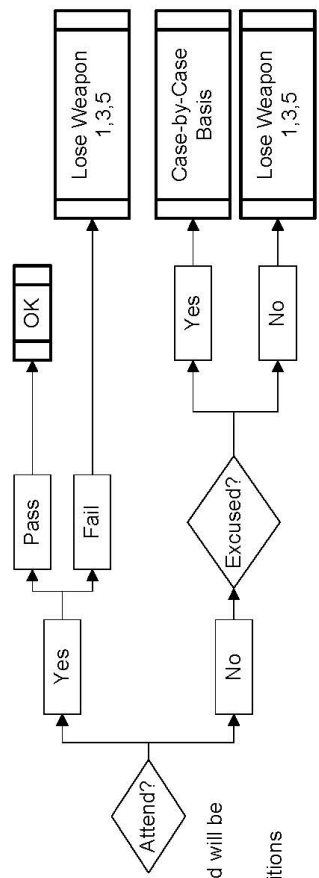 Attend?
Yes
Pass
OK
Fail
Lose Weapon
1,3,5
No
Excused?
Yes
Case-by-Case
Basis
No
Lose Weapon
1,3,5
d will be
itions